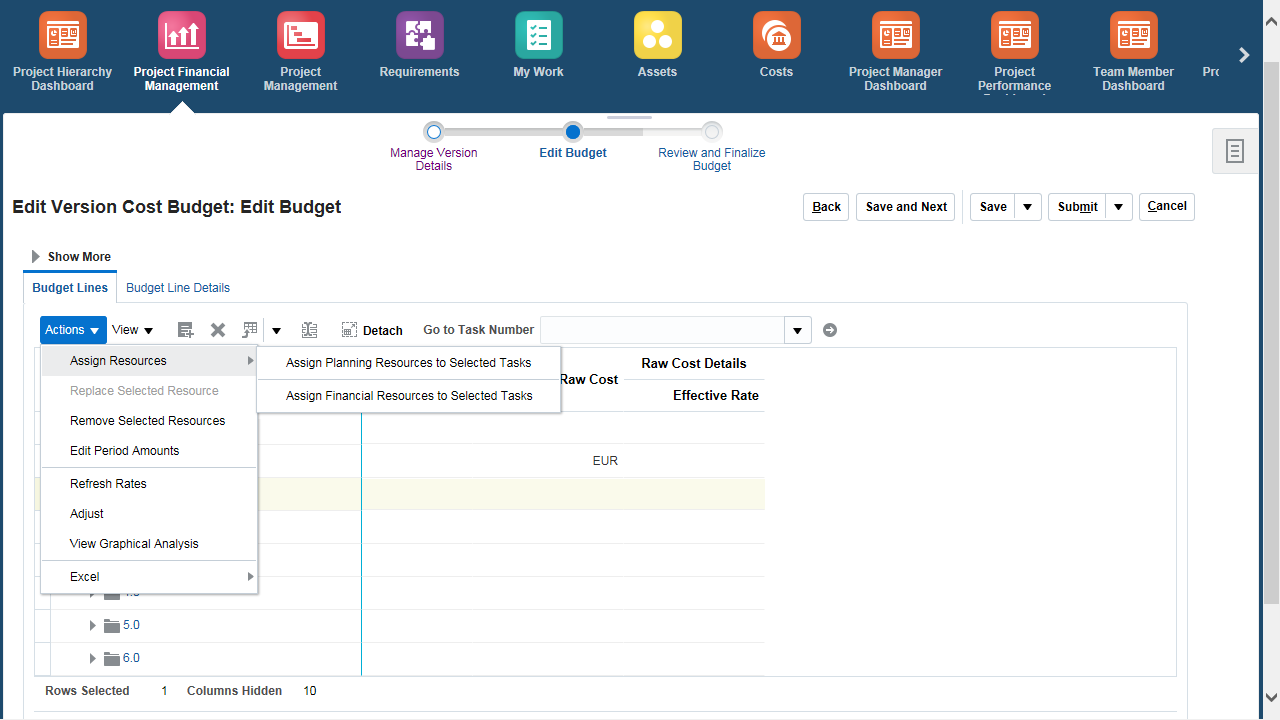 Project Hierarchy
Dashboard
Project Financial
Management
Project
Management
Requirements
My Work
Assets
Costs
Project Manager
Dashboard
Project
Performance
Team Member
Dashboard
Manage Version
Details
Edit Budget
Review and Finalize
Budget
Edit Version Cost Budget: Edit Budget
Back
Save and Next
Save
Submit
Cancel
Show More
Budget Lines
Budget Line Details
Actions
View
Detach
Go to Task Number
Assign Resources
Replace Selected Resource
Remove Selected Resources
Edit Period Amounts
Refresh Rates
Adjust
View Graphical Analysis
Excel
Assign Planning Resources to Selected Tasks
Assign Financial Resources to Selected Tasks
Raw Cost
Raw Cost Details
Effective Rate
EUR
5.0
6.0
Rows Selected 1 Columns Hidden 10